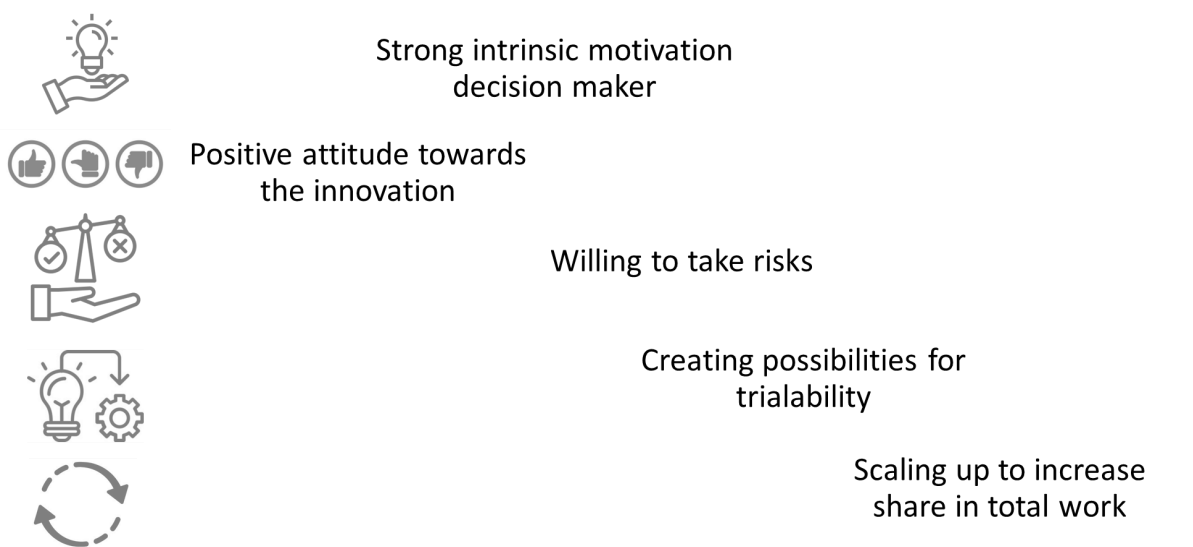 Strong intrinsic motivation
decision maker
Positive attitude towards
the innovation
Willing to take risks
Creating possibilities for
trialability
Scaling up to increase
share in total work